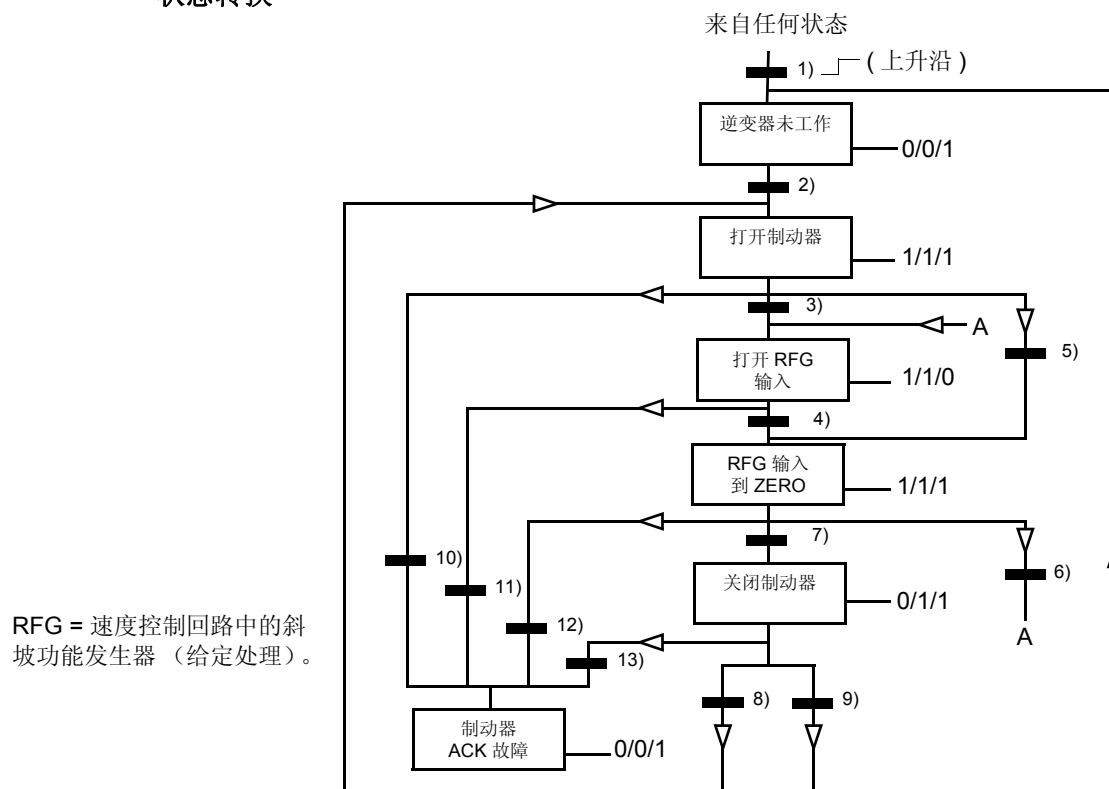 来自任何状态
1) ( 上升沿 )
逆变器未工作
0/0/1
2)
打开制动器
1/1/1
3)
A
5)
打开 RFG
输入
1/1/0
4)
RFG 输入
到 ZERO
1/1/1
7)
10)
6)
关闭制动器
11)
0/1/1
RFG = 速度控制回路中的斜
坡功能发生器 （给定处理）。
12)
A
13)
8)
9)
制动器
ACK 故障
0/0/1